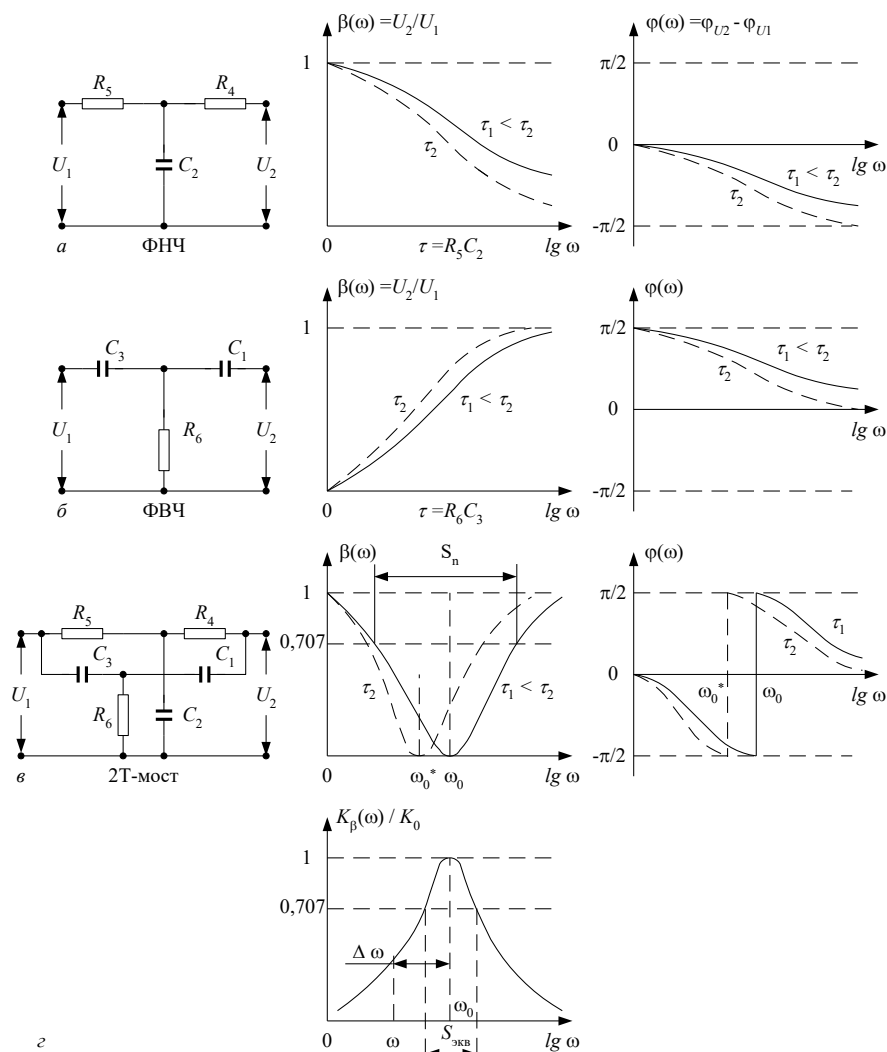 β(ω) =U2/U1
φ(ω) =φU2 - φU1
1
π/2
R5
R4
τ1 < τ2
0
lg ω
U1
C2
U2
τ2
τ1 < τ2
τ2
-π/2
а
ФНЧ
0
τ =R5C2
lg ω
β(ω) =U2/U1
φ(ω)
1
π/2
C3
C1
τ1 < τ2
τ2
τ2
τ1 < τ2
0
lg ω
U1
R6
U2
-π/2
б
ФВЧ
0
τ =R6C3
lg ω
β(ω)
Sn
φ(ω)
1
π/2
R5
R4
0,707
τ1
τ2
C3
C1
0
U1
U2
τ2
τ1 < τ2
ω0*
ω0
lg ω
R6
C2
-π/2
в
2Т-мост
0
ω0*
ω0
lg ω
Kβ(ω) / K0
1
0,707
Δ ω
ω0
г
0
ω
Sэкв
lg ω